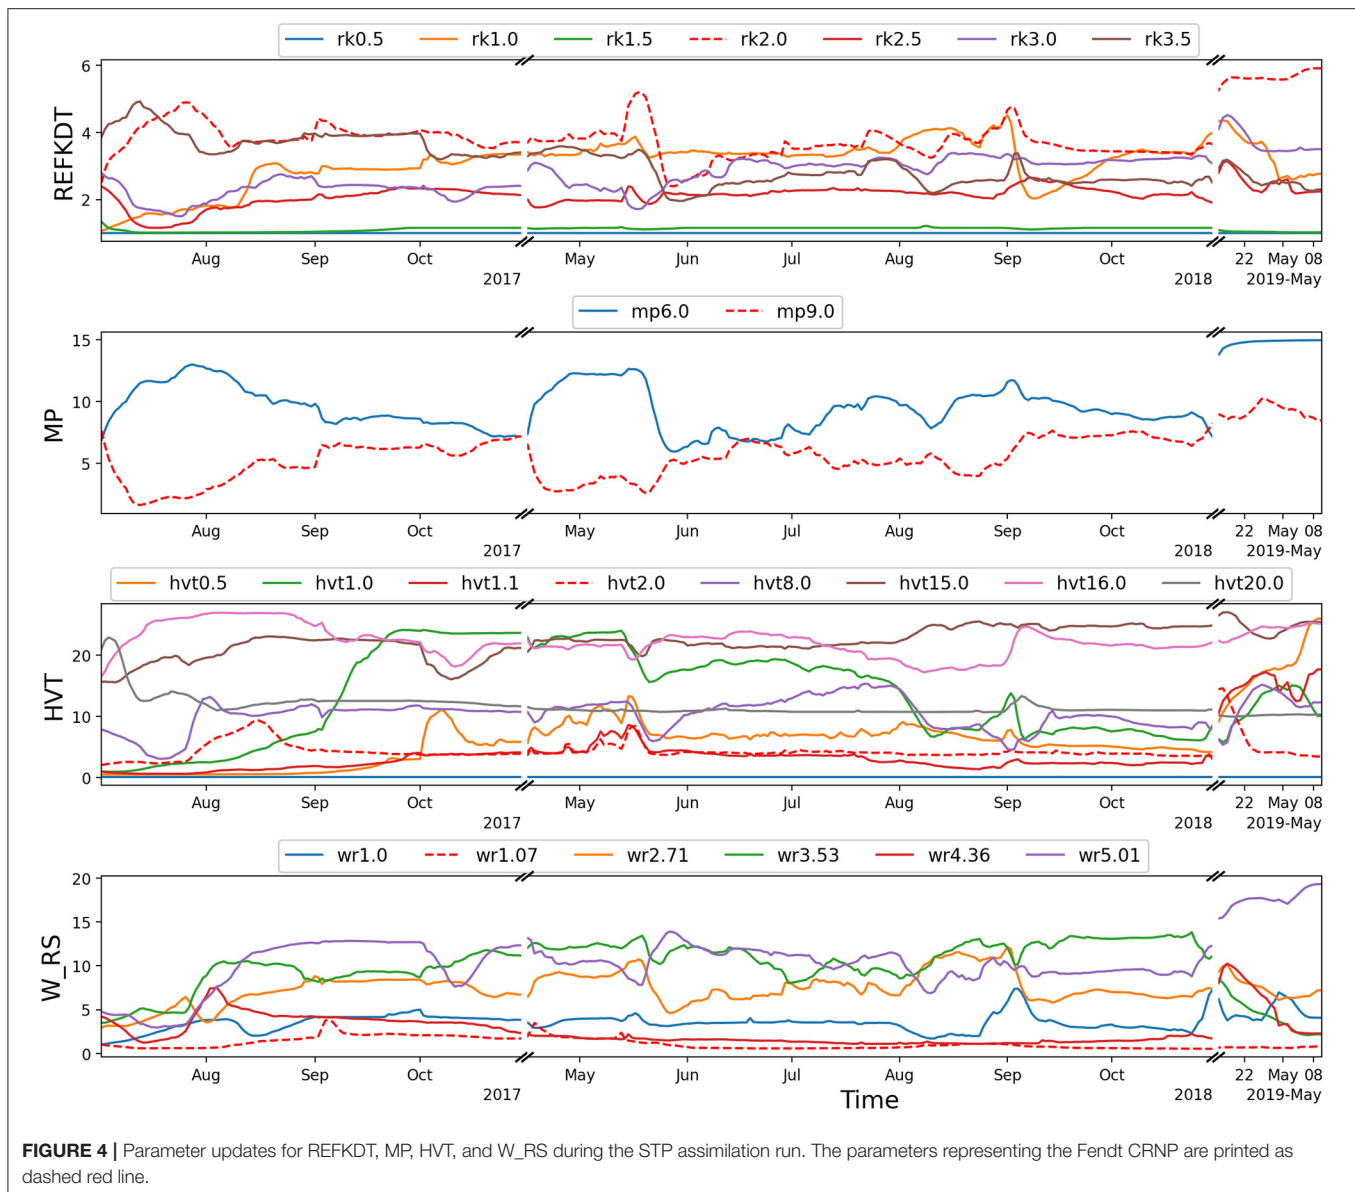 rk0.5 rk1.0 rk1.5 rk2.0 rk2.5 rk3.0 rk3.5
6
4
2
REFKDT
Aug Sep Oct May Jun Jul Aug Sep Oct 22 May 08
2017 2018 2019-May
mp6.0 mp9.0
15
10
5
MP
Aug Sep Oct May Jun Jul Aug Sep Oct 22 May 08
2017 2018 2019-May
hvt0.5 hvt1.0 hvt1.1 hvt2.0 hvt8.0 hvt15.0 hvt16.0 hvt20.0
20
10
0
HVT
Aug Sep Oct May Jun Jul Aug Sep Oct 22 May 08
2017 2018 2019-May
wr1.0 wr1.07 wr2.71 wr3.53 wr4.36 wr5.01
20
15
10
5
0
W_RS
Aug Sep Oct May Jun Jul Aug Sep Oct 22 May 08
2017 Time 2018 2019-May
FIGURE 4 | Parameter updates for REFKDT, MP, HVT, and W_RS during the STP assimilation run. The parameters representing the Fendt CRNP are printed as
dashed red line.